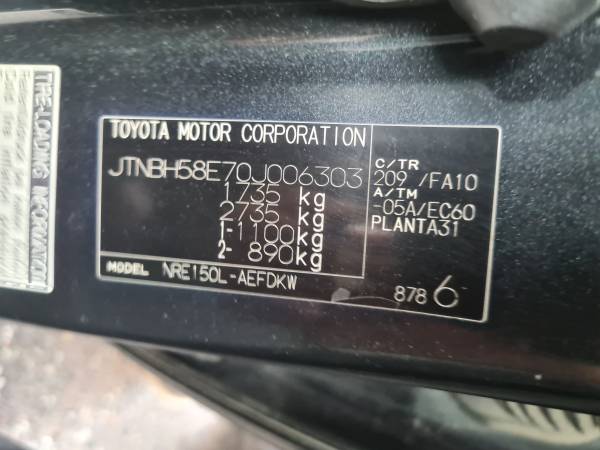 TIRE-LOADING INFORMATION
TOYOTA MOTOR CORPORATION
JTNBH58E70J006303
1735 kg
2735 kg
1-1100kg
2- 890kg
MODEL NRE150L-AEFDKW
C/TR
209 /FA10
A/TM
-05A/EC60
PLANTA31
878 6